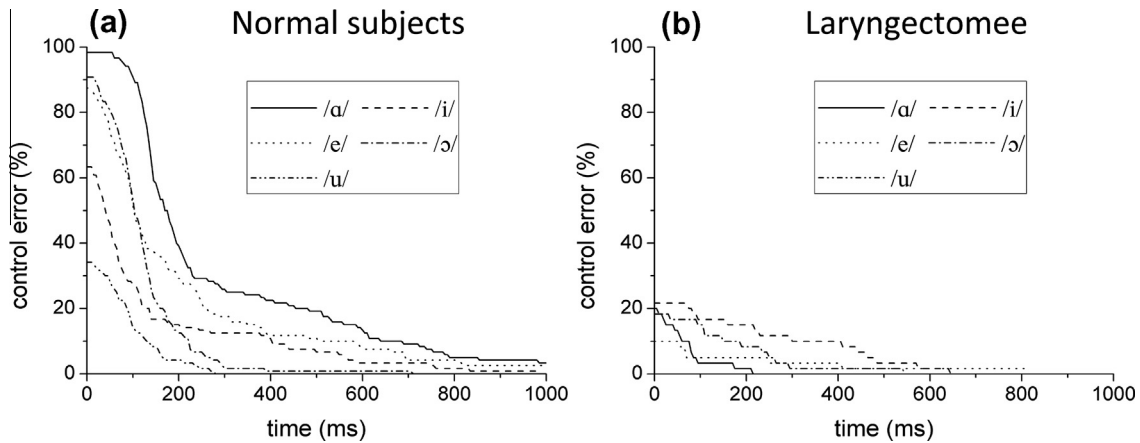 (a) Normal subjects
100
80
60
40
20
0
control error (%)
/ɑ/ /i/
/e/ /ɔ/
/u/
0 200 400 600 800 1000
time (ms)
(b) Laryngectomee
100
80
60
40
20
0
control error (%)
/ɑ/ /i/
/e/ /ɔ/
/u/
0 200 400 600 800 1000
time (ms)